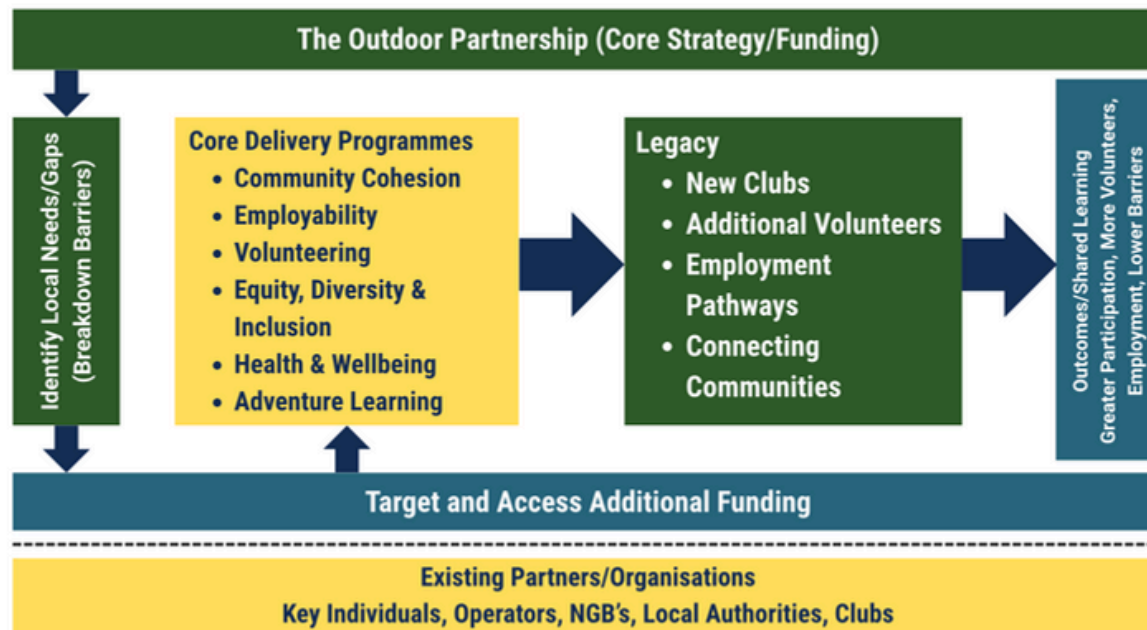 The Outdoor Partnership (Core Strategy/Funding)
Identify Local Needs/Gaps
(Breakdown Barriers)
Core Delivery Programmes
• Community Cohesion
• Employability
• Volunteering
• Equity, Diversity &
Inclusion
• Health & Wellbeing
• Adventure Learning
Legacy
• New Clubs
• Additional Volunteers
• Employment
Pathways
• Connecting
Communities
Outcomes/Shared Learning
Greater Participation, More Volunteers,
Employment, Lower Barriers
Target and Access Additional Funding
Existing Partners/Organisations
Key Individuals, Operators, NGB's, Local Authorities, Clubs